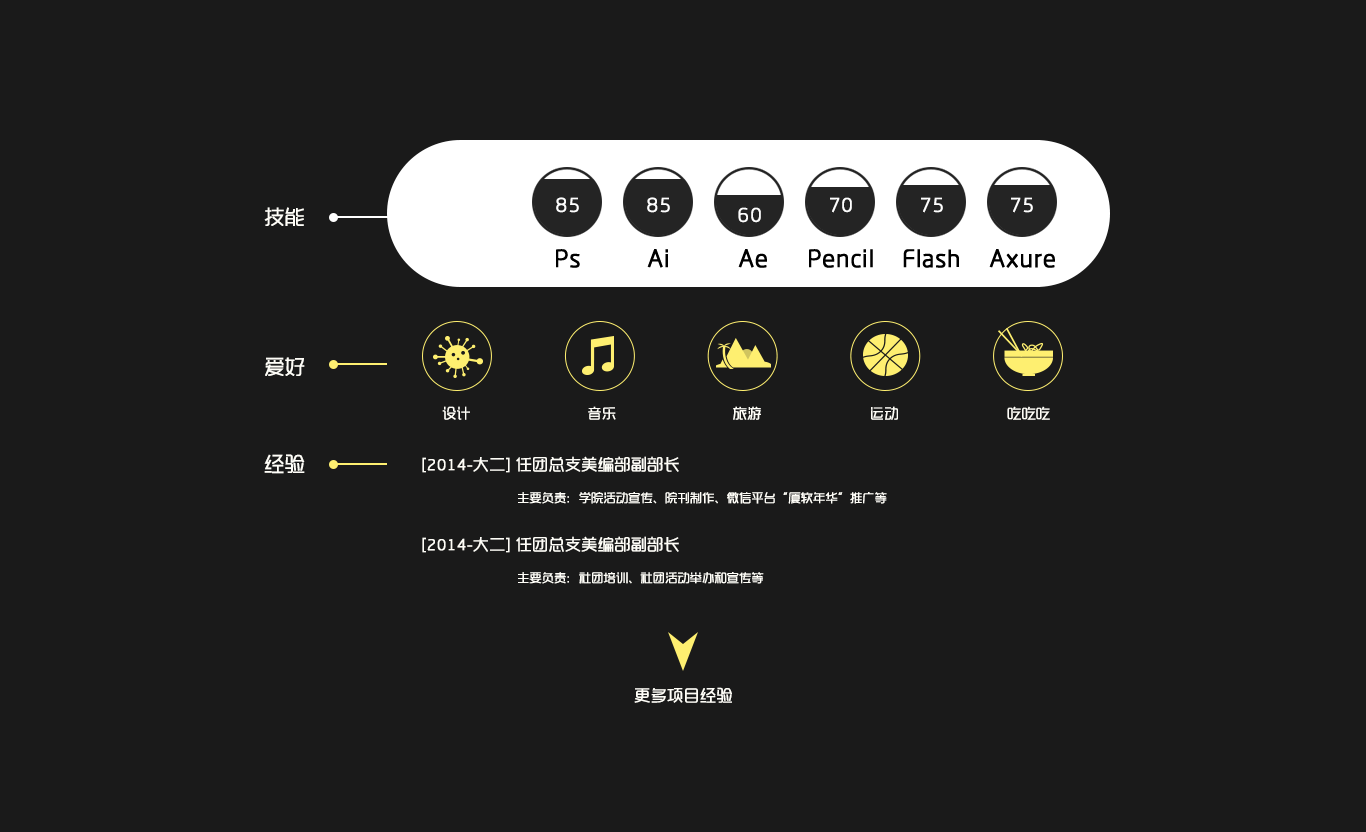 技能
85 85 60 70 75 75
Ps Ai Ae Pencil Flash Axure
爱好
设计 音乐 旅游 运动 吃吃吃
经验
[2014-大二] 任团总支美编部副部长
主要负责：学院活动宣传、院刊制作、微信平台“厦软年华”推广等
[2014-大二] 任团总支美编部副部长
主要负责：社团培训、社团活动举办和宣传等
更多项目经验